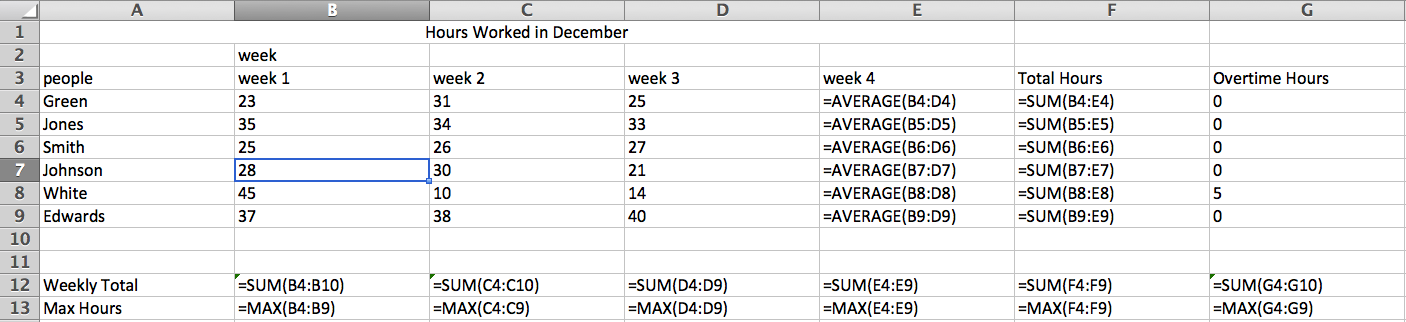 A B C D E F G
1 Hours Worked in December
2 week
3 people week 1 week 2 week 3 week 4 Total Hours Overtime Hours
4 Green 23 31 25 =AVERAGE(B4:D4) =SUM(B4:E4) 0
5 Jones 35 34 33 =AVERAGE(B5:D5) =SUM(B5:E5) 0
6 Smith 25 26 27 =AVERAGE(B6:D6) =SUM(B6:E6) 0
7 Johnson 28 30 21 =AVERAGE(B7:D7) =SUM(B7:E7) 0
8 White 45 10 14 =AVERAGE(B8:D8) =SUM(B8:E8) 5
9 Edwards 37 38 40 =AVERAGE(B9:D9) =SUM(B9:E9) 0
10
11
12 Weekly Total =SUM(B4:B10) =SUM(C4:C10) =SUM(D4:D9) =SUM(E4:E9) =SUM(F4:F9) =SUM(G4:G10)
13 Max Hours =MAX(B4:B9) =MAX(C4:C9) =MAX(D4:D9) =MAX(E4:E9) =MAX(F4:F9) =MAX(G4:G9)